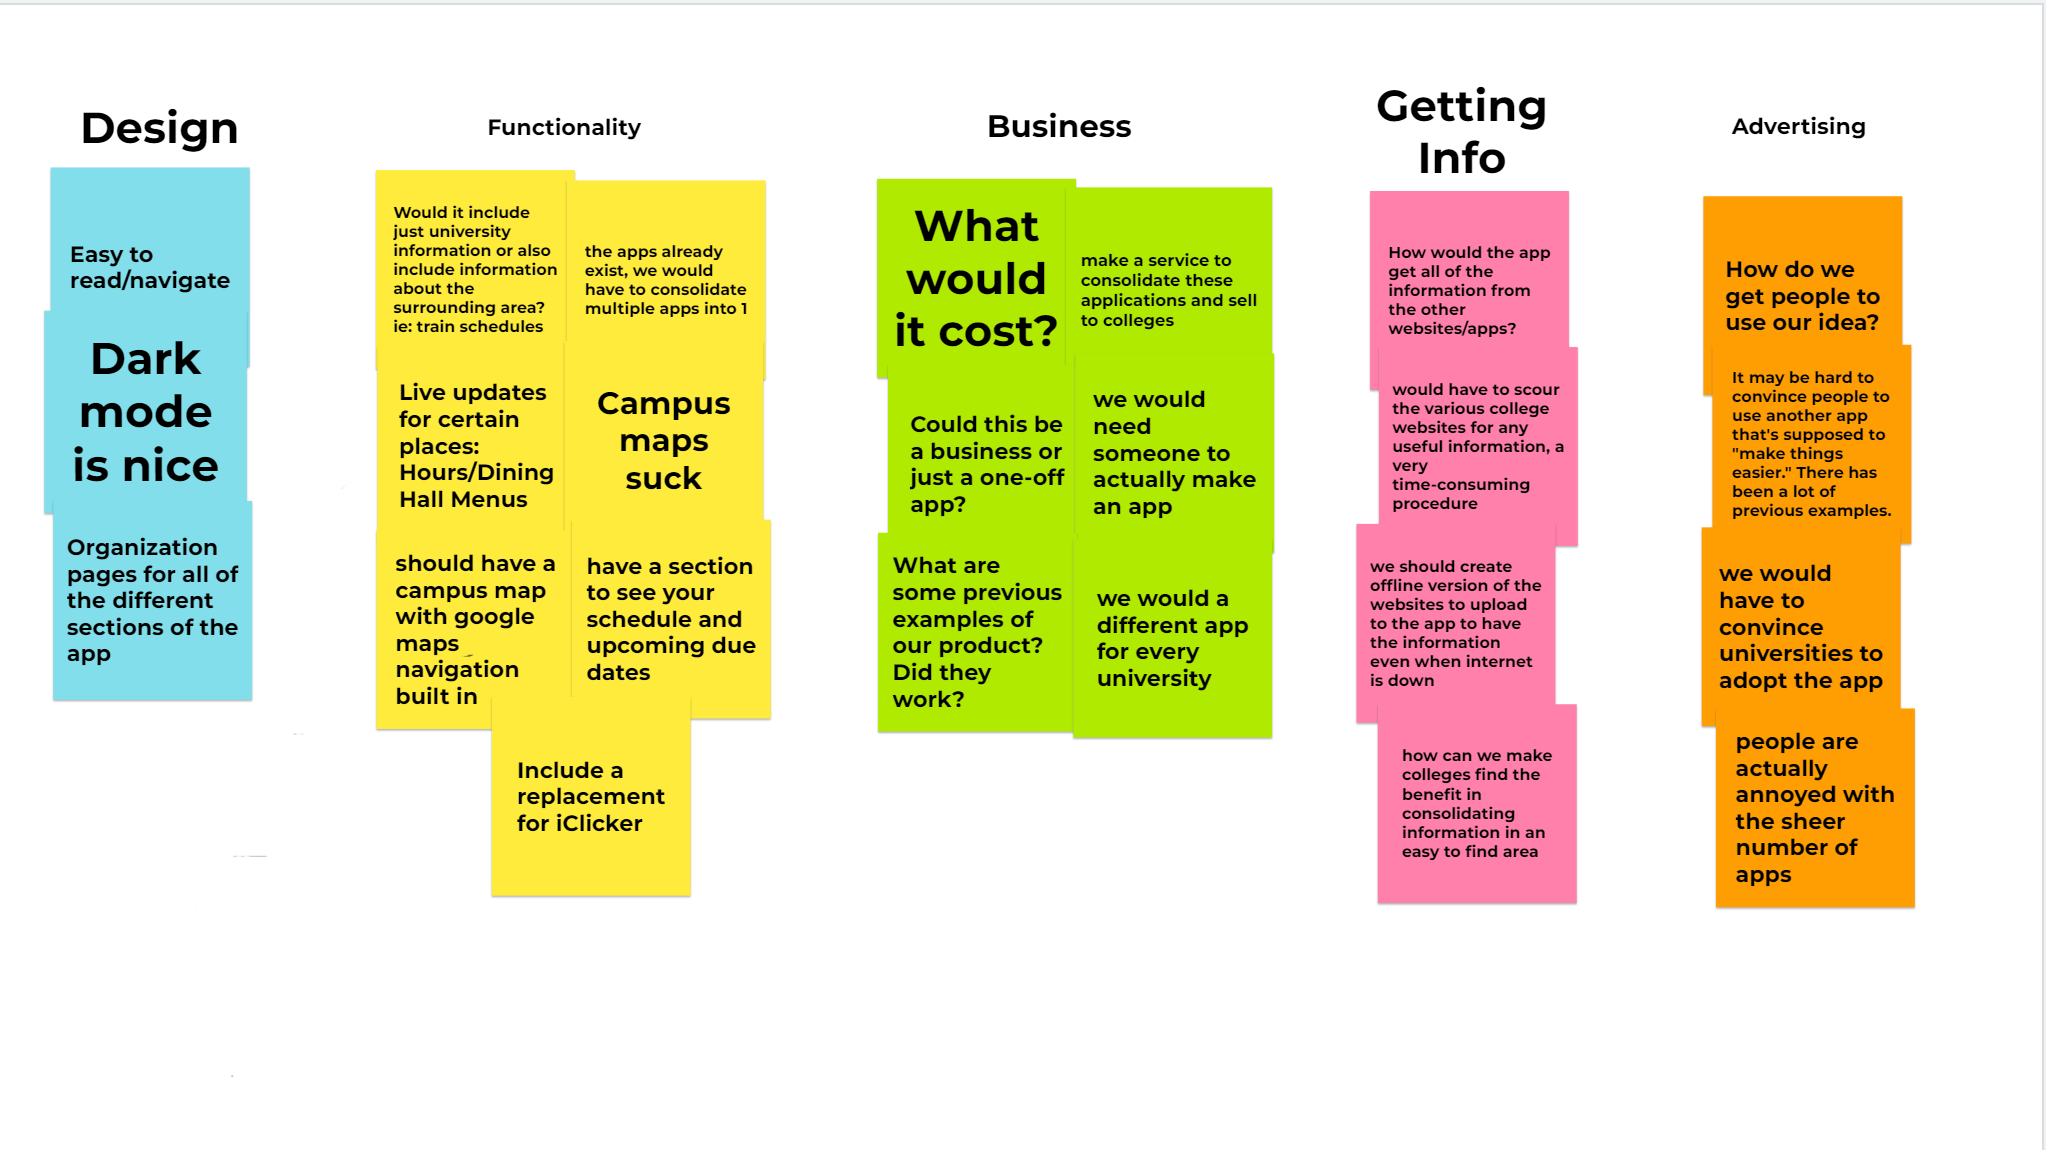 Design
Easy to
read/navigate
Dark
mode
is nice
Organization
pages for all of
the different
sections of the
app
Functionality
Would it include
just university
information or also
include information
about the
surrounding area?
ie: train schedules
the apps already
exist, we would
have to consolidate
multiple apps into 1
Live updates
for certain
places:
Hours/Dining
Hall Menus
Campus
maps
suck
should have a
campus map
with google
maps
navigation
built in
have a section
to see your
schedule and
upcoming due
dates
Include a
replacement
for iClicker
Business
What
would
it cost?
make a service to
consolidate these
applications and sell
to colleges
Could this be
a business or
just a one-off
app?
we would
need
someone to
actually make
an app
What are
some previous
examples of
our product?
Did they
work?
we would a
different app
for every
university
Getting
Info
How would the app
get all of the
information from
the other
websites/apps?
would have to scour
the various college
websites for any
useful information, a
very
time-consuming
procedure
we should create
offline version of the
websites to upload
to the app to have
the information
even when internet
is down
how can we make
colleges find the
benefit in
consolidating
information in an
easy to find area
Advertising
How do we
get people to
use our idea?
It may be hard to
convince people to
use another app
that's supposed to
"make things
easier." There has
been a lot of
previous examples.
we would
have to
convince
universities to
adopt the app
people are
actually
annoyed with
the sheer
number of
apps